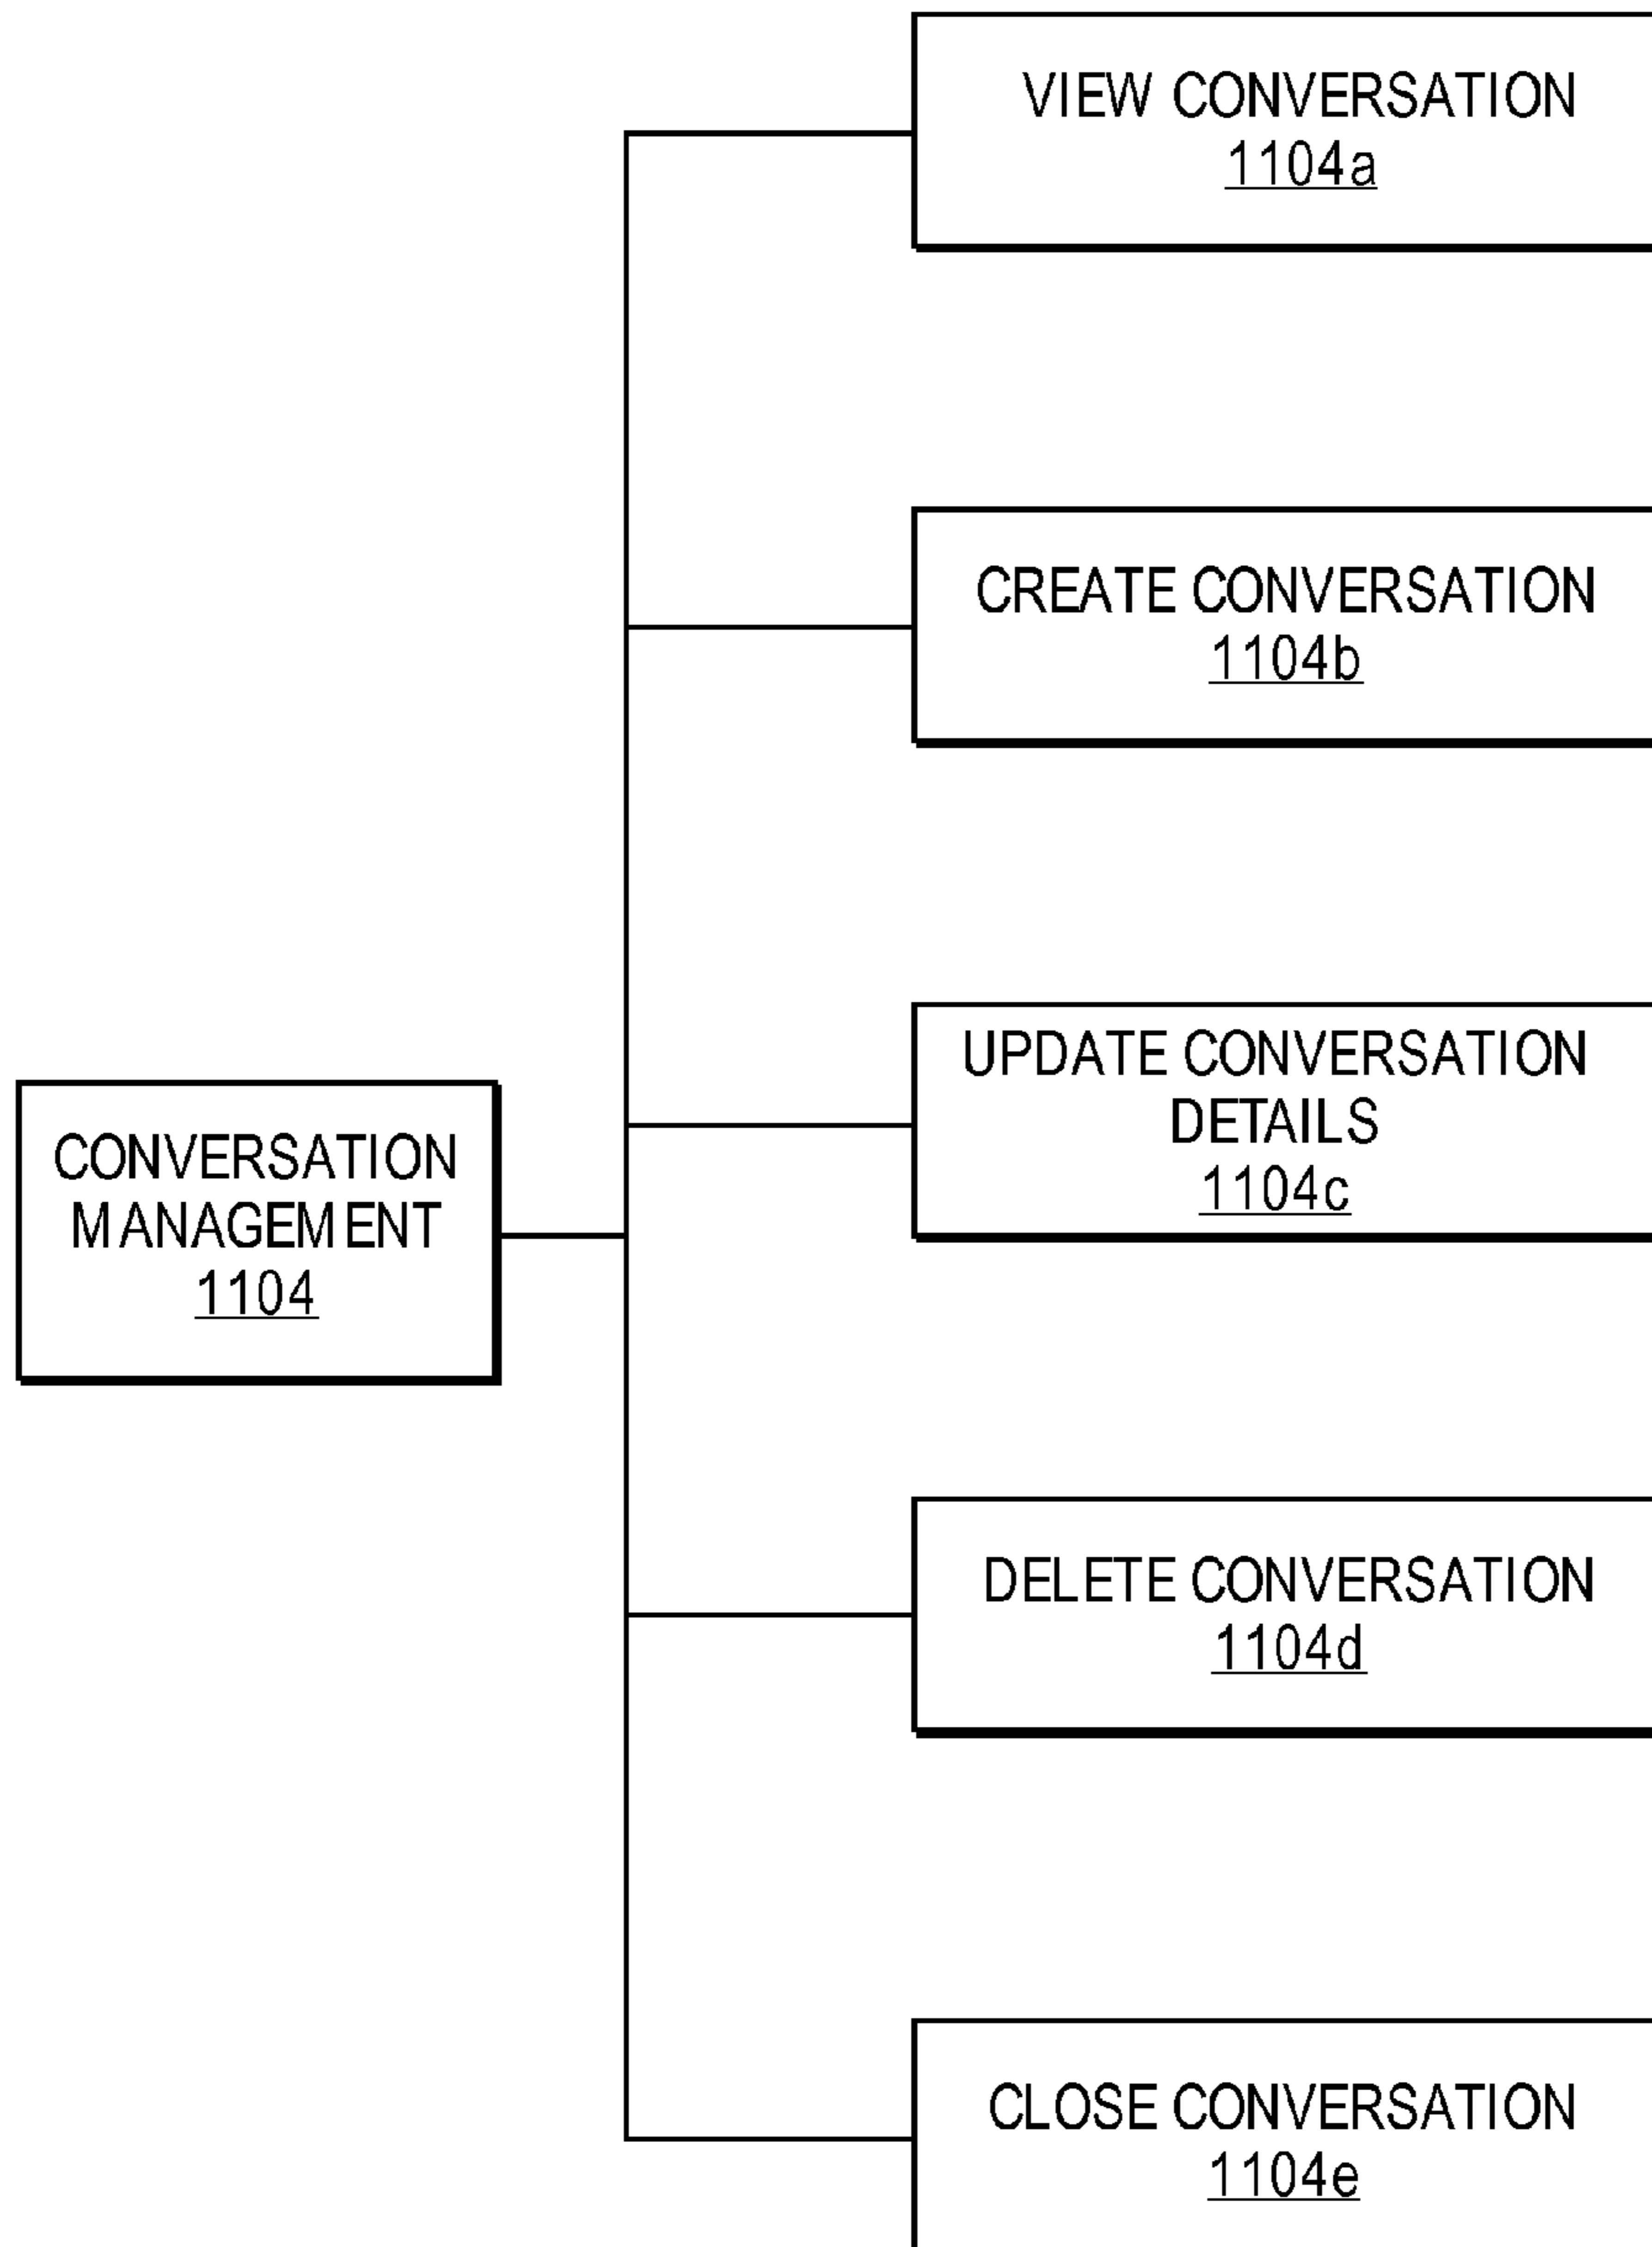 VIEW CONVERSATION
1104a
CREATE CONVERSATION
1104b
UPDATE CONVERSATION
DETAILS
1104c
CONVERSATION
MANAGEMENT
1104
DELETE CONVERSATION
1104d
CLOSE CONVERSATION
1104e